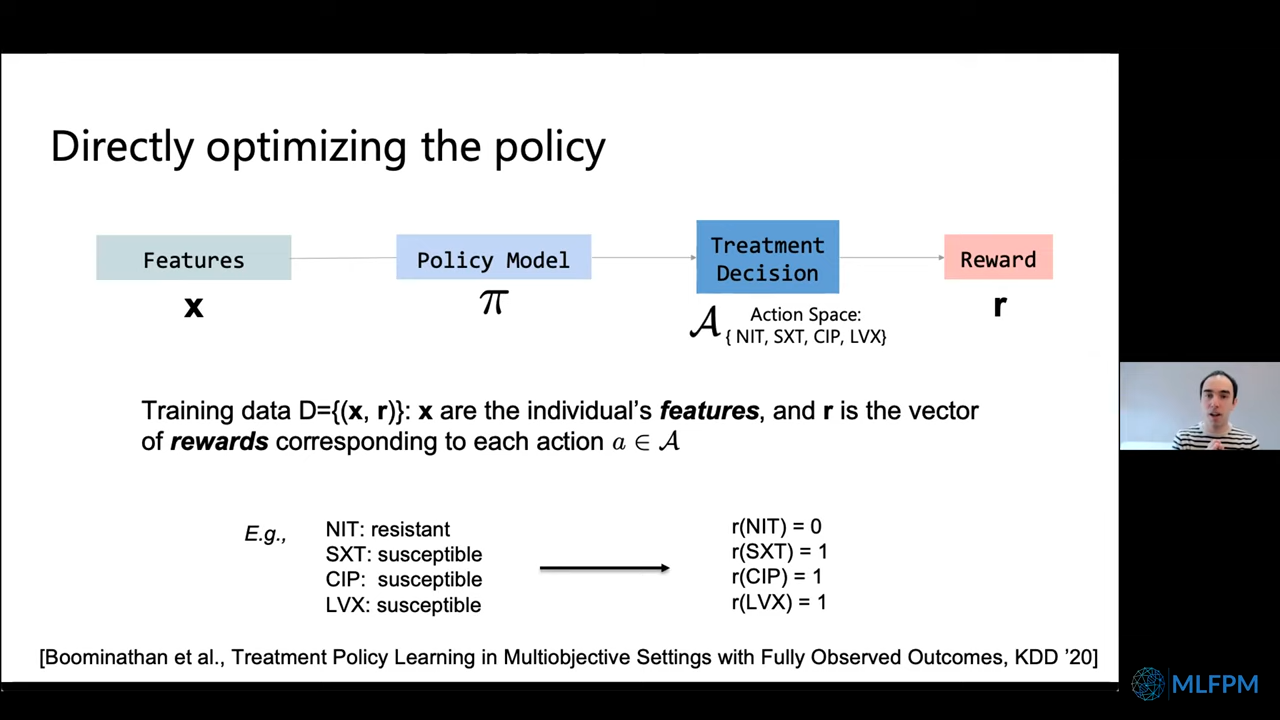 Directly optimizing the policy
Features
Policy Model
Treatment
Decision
Reward
x
π
𝒜
Action Space:
{ NIT, SXT, CIP, LVX}
r
Training data D={(x, r)}: x are the individual's features, and r is the vector
of rewards corresponding to each action a ∈ 𝒜
E.g.,
NIT: resistant
SXT: susceptible
CIP: susceptible
LVX: susceptible
r(NIT) = 0
r(SXT) = 1
r(CIP) = 1
r(LVX) = 1
[Boominathan et al., Treatment Policy Learning in Multiobjective Settings with Fully Observed Outcomes, KDD '20]
MLFPM